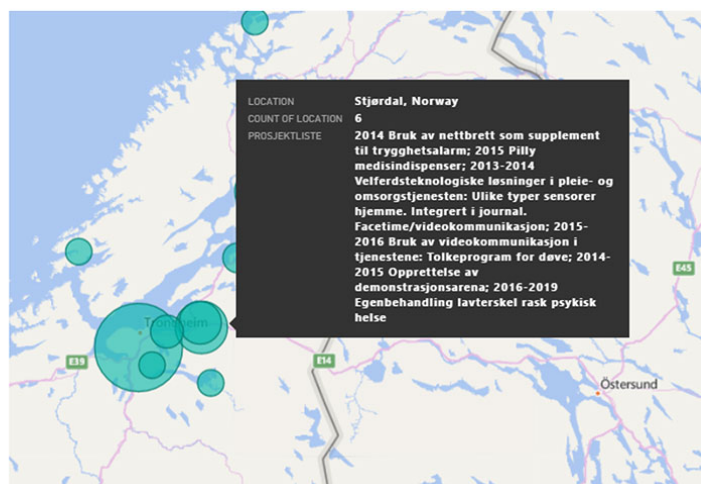 LOCATION Stjørdal, Norway
COUNT OF LOCATION 6
PROSJEKTLISTE 2014 Bruk av nettbrett som supplement
til trygghetsalarm; 2015 Pilly
medisindispenser; 2013-2014
Velferdsteknologiske løsninger i pleie- og
omsorgstjenesten: Ulike typer sensorer
hjemme. Integrert i journal.
Facetime/videokommunikasjon; 2015-
2016 Bruk av videokommunikasjon i
tjenestene: Tolkeprogram for døve; 2014-
2015 Opprettelse av
demonstrasjonsarena; 2016-2019
Egenbehandling lavterskel rask psykisk
helse
E45
Trondheim
E39
E14
Östersund